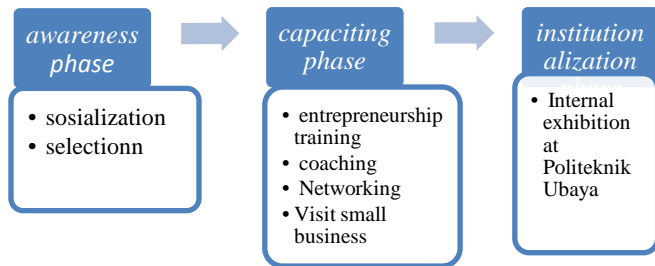 awareness
phase
• sosialization
• selectionn
capaciting
phase
• entrepreneurship
training
• coaching
• Networking
• Visit small
business
institution
alization
• Internal
exhibition
at
Politeknik
Ubaya